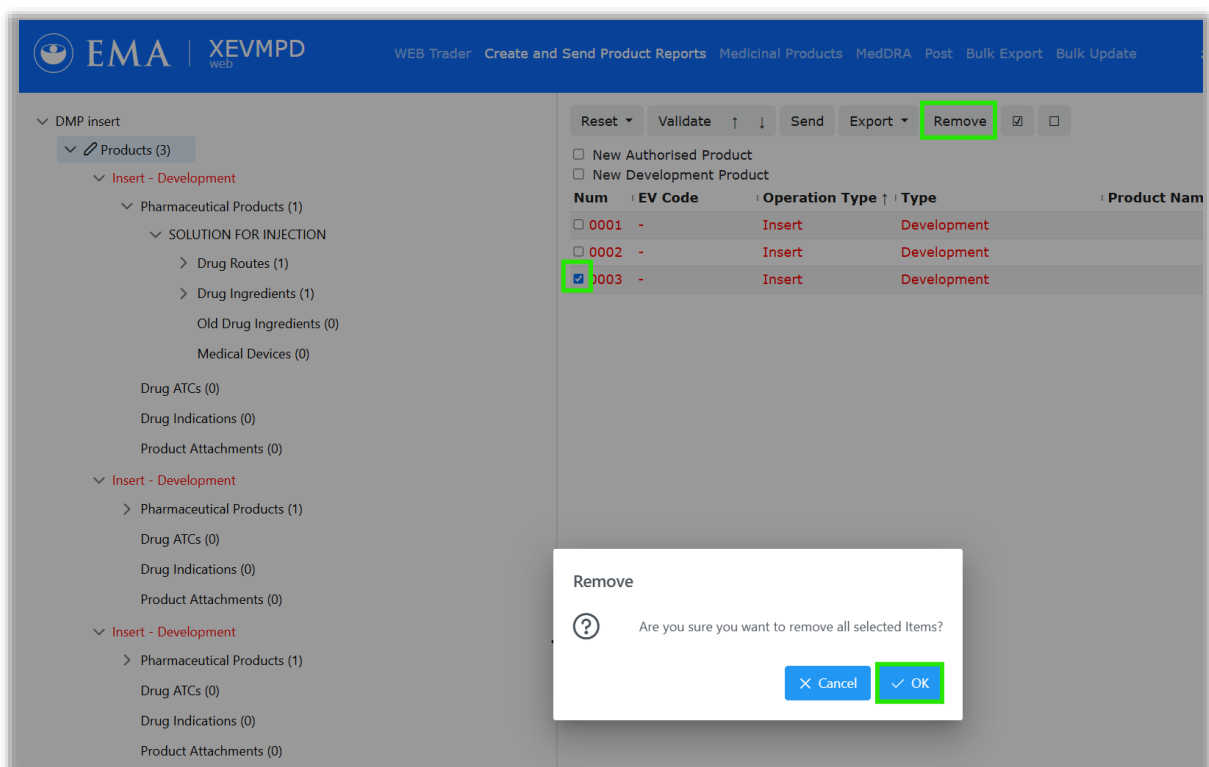 EMA | XEVMPD
web
WEB Trader Create and Send Product Reports Medicinal Products MedDRA Post Bulk Export Bulk Update
DMP insert
Products (3)
Insert - Development
Pharmaceutical Products (1)
SOLUTION FOR INJECTION
Drug Routes (1)
Drug Ingredients (1)
Old Drug Ingredients (0)
Medical Devices (0)
Drug ATCs (0)
Drug Indications (0)
Product Attachments (0)
Insert - Development
Pharmaceutical Products (1)
Drug ATCs (0)
Drug Indications (0)
Product Attachments (0)
Insert - Development
Pharmaceutical Products (1)
Drug ATCs (0)
Drug Indications (0)
Product Attachments (0)
Reset Validate ↑ ↓ Send Export Remove
New Authorised Product
New Development Product
Num EV Code Operation Type ↑ Type Product Nam
0001 - Insert Development
0002 - Insert Development
0003 - Insert Development
Remove
Are you sure you want to remove all selected Items?
Cancel OK